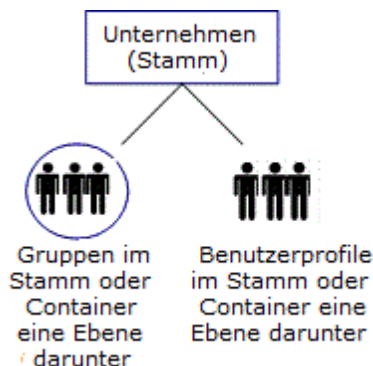 Unternehmen
(Stamm)
Gruppen im
Stamm oder
Container
eine Ebene
darunter
Benutzerprofile
im Stamm oder
Container eine
Ebene darunter